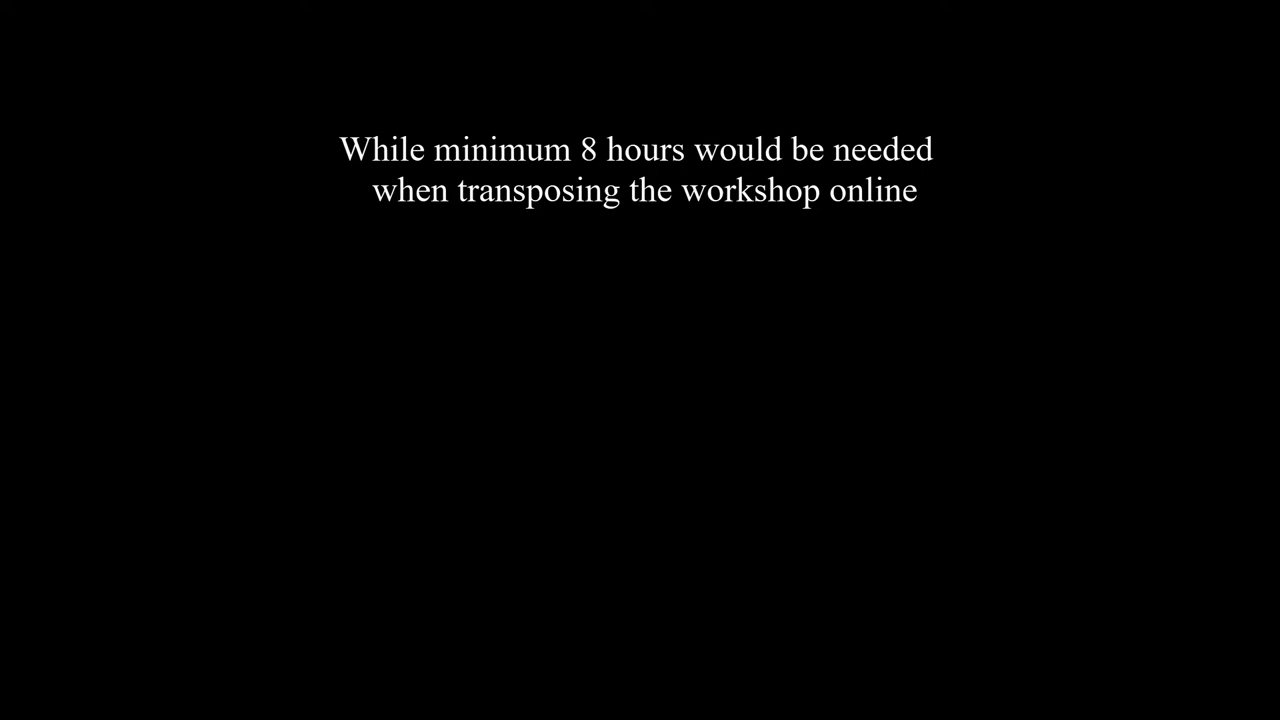 While minimum 8 hours would be needed
when transposing the workshop online